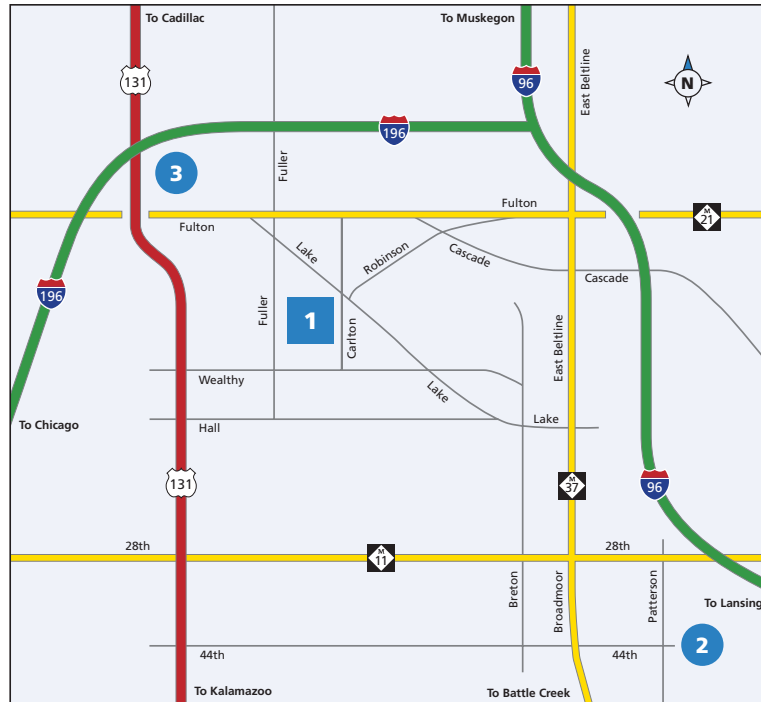 To Cadillac
To Muskegon
131
96
East Beltline
N
196
Fuller
3
Fulton
Fulton
M
21
Lake
Robinson
Cascade
Cascade
196
Fuller
1
Carlton
East Beltline
Wealthy
Lake
Lake
To Chicago
Hall
131
M
37
96
28th
M
11
28th
Breton
Broadmoor
Patterson
To Lansing
2
44th
44th
To Kalamazoo
To Battle Creek